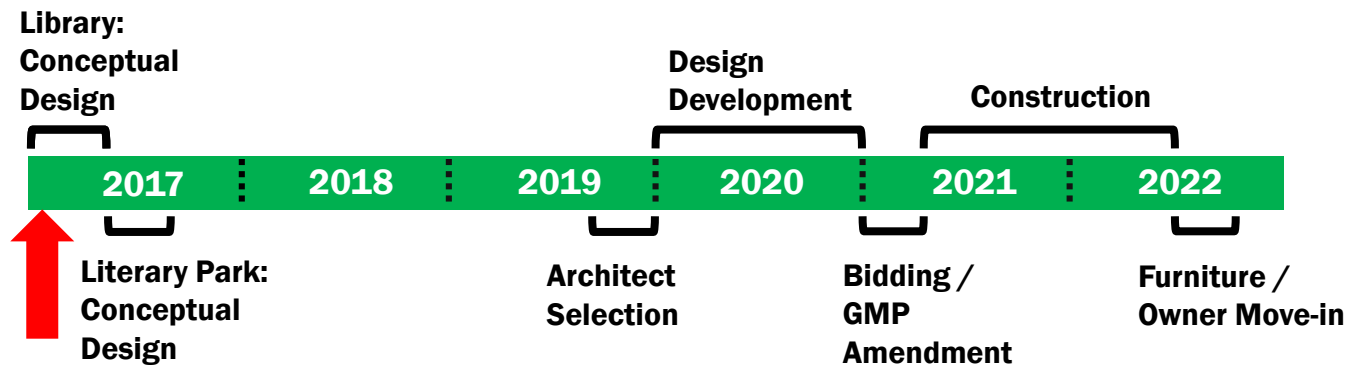 Library:
Conceptual
Design
Design
Development
Construction
2017
2018
2019
2020
2021
2022
Literary Park:
Conceptual
Design
Architect
Selection
Bidding /
GMP
Amendment
Furniture /
Owner Move-in